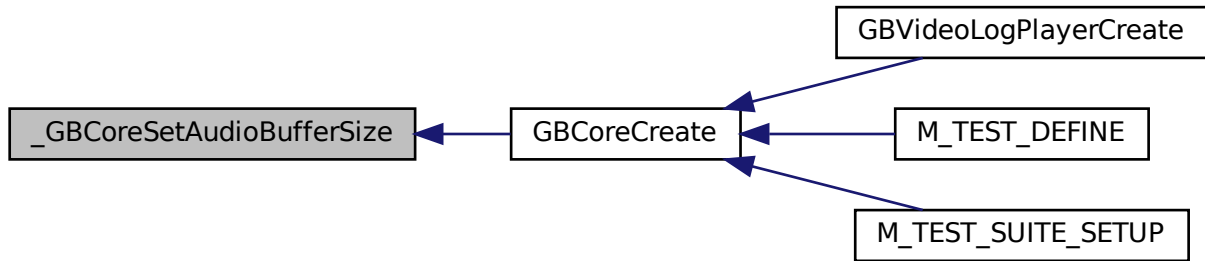 GBVideoLogPlayerCreate
_GBCoreSetAudioBufferSize
GBCoreCreate
M_TEST_DEFINE
M_TEST_SUITE_SETUP